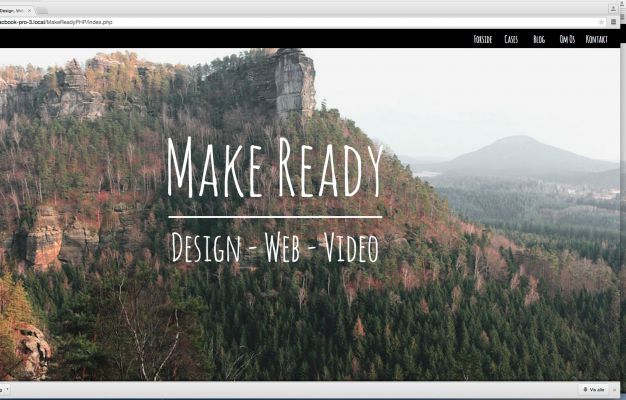 Design, Web
acbook-pro-3.local/MakeReadyPHP/index.php
Forside Cases Blog Om Os Kontakt
Make Ready
Design - Web - Video
Vis alle